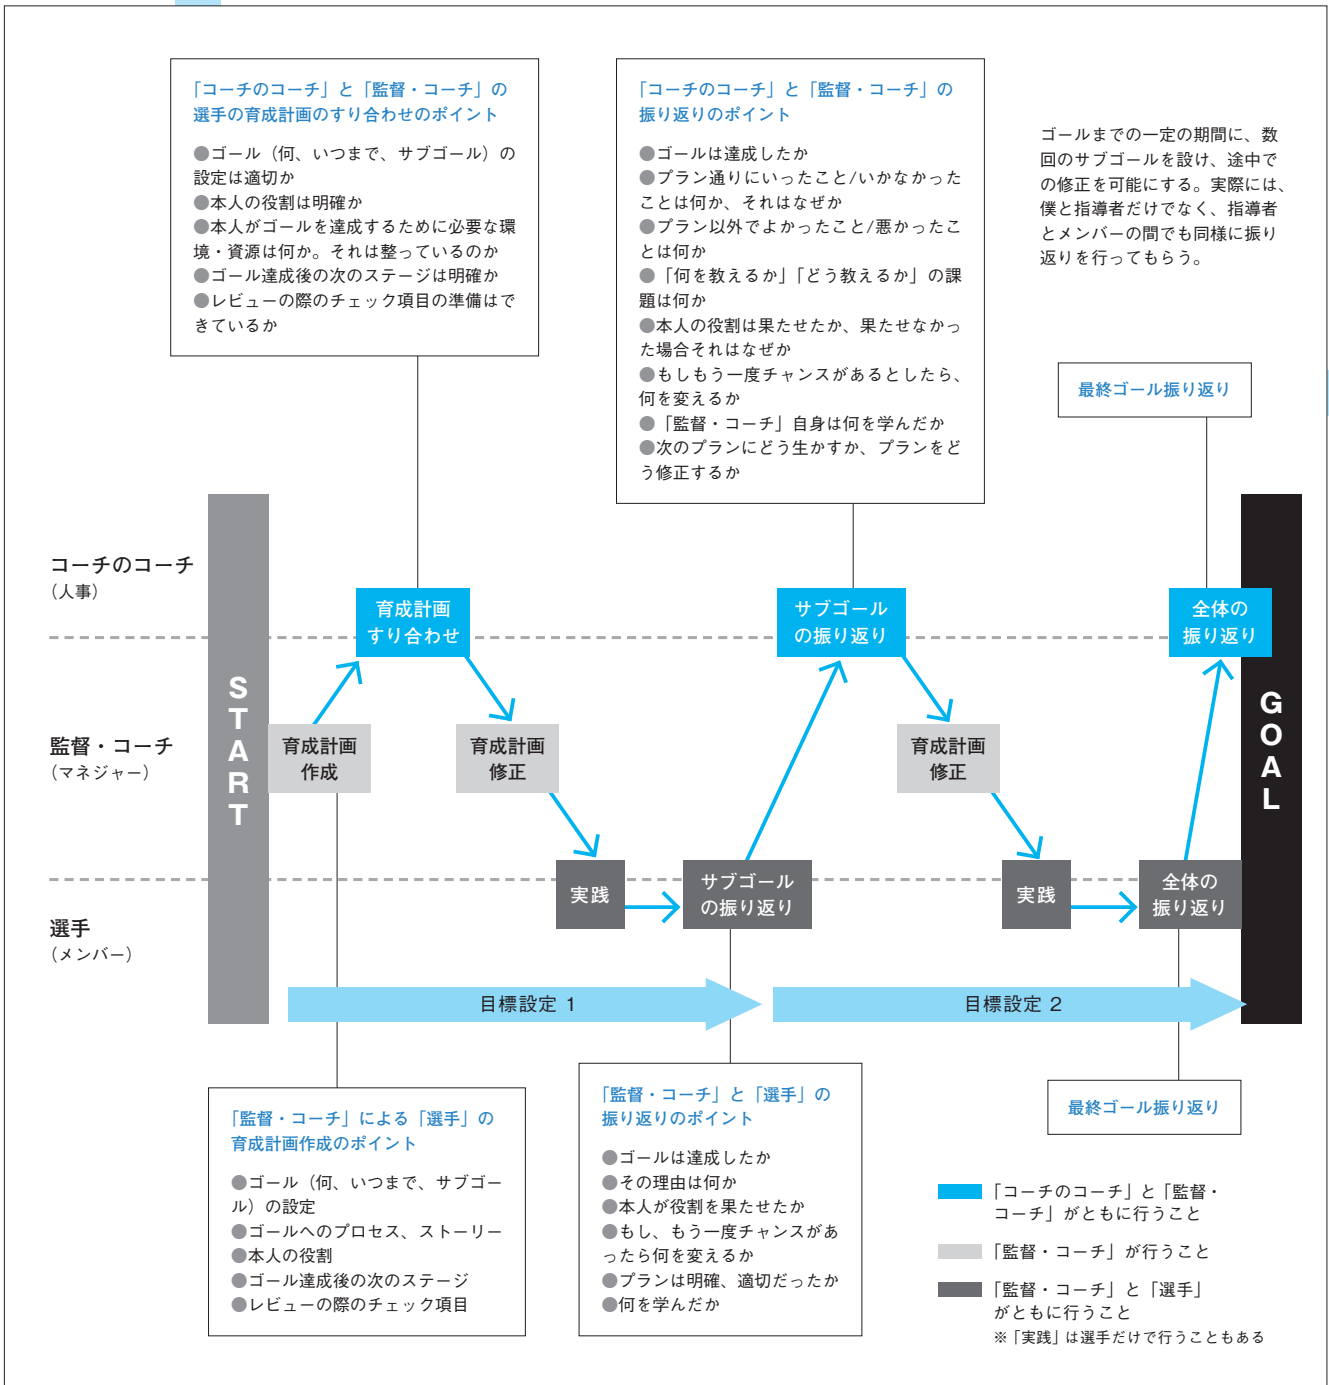 「コーチのコーチ」と「監督・コーチ」の
選手の育成計画のすり合わせのポイント
●ゴール（何、いつまで、サブゴール）の
設定は適切か
●本人の役割は明確か
●本人がゴールを達成するために必要な環
境・資源は何か。それは整っているのか
●ゴール達成後の次のステージは明確か
●レビューの際のチェック項目の準備はで
きているか
「コーチのコーチ」と「監督・コーチ」の
振り返りのポイント
●ゴールは達成したか
●プラン通りにいったこと/いかなかった
ことは何か、それはなぜか
●プラン以外でよかったこと/悪かったこ
とは何か
●「何を教えるか」「どう教えるか」の課
題は何か
●本人の役割は果たせたか、果たせなかっ
た場合それはなぜか
●もしもう一度チャンスがあるとしたら、
何を変えるか
●「監督・コーチ」自身は何を学んだか
●次のプランにどう生かすか、プランをど
う修正するか
ゴールまでの一定の期間に、数
回のサブゴールを設け、途中で
の修正を可能にする。実際には、
僕と指導者だけでなく、指導者
とメンバーの間でも同様に振り
返りを行ってもらう。
最終ゴール振り返り
コーチのコーチ
（人事）
監督・コーチ
（マネジャー）
選手
（メンバー）
START
育成計画
すり合わせ
サブゴール
の振り返り
全体の
振り返り
育成計画
作成
育成計画
修正
育成計画
修正
実践
サブゴール
の振り返り
実践
全体の
振り返り
GOAL
目標設定 1
目標設定 2
「監督・コーチ」による「選手」の
育成計画作成のポイント
●ゴール（何、いつまで、サブゴー
ル）の設定
●ゴールへのプロセス、ストーリー
●本人の役割
●ゴール達成後の次のステージ
●レビューの際のチェック項目
「監督・コーチ」と「選手」の
振り返りのポイント
●ゴールは達成したか
●その理由は何か
●本人が役割を果たせたか
●もし、もう一度チャンスがあ
ったら何を変えるか
●プランは明確、適切だったか
●何を学んだか
最終ゴール振り返り
「コーチのコーチ」と「監督・
コーチ」がともに行うこと
「監督・コーチ」が行うこと
「監督・コーチ」と「選手」
がともに行うこと
※「実践」は選手だけで行うこともある